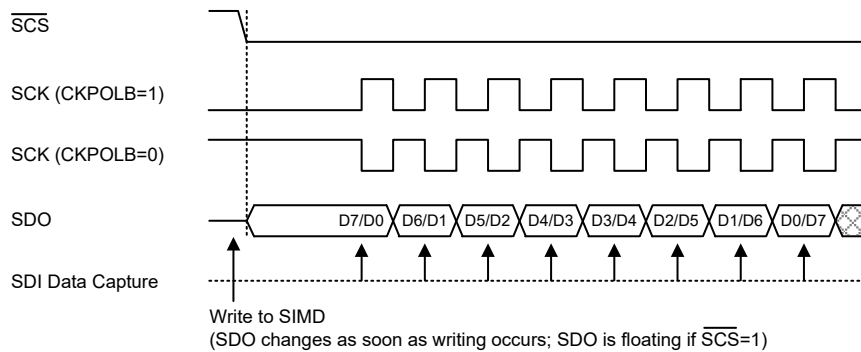 S̅C̅S̅
SCK (CKPOLB=1)
SCK (CKPOLB=0)
SDO
D7/D0 D6/D1 D5/D2 D4/D3 D3/D4 D2/D5 D1/D6 D0/D7
SDI Data Capture
Write to SIMD
(SDO changes as soon as writing occurs; SDO is floating if S̅C̅S̅=1)